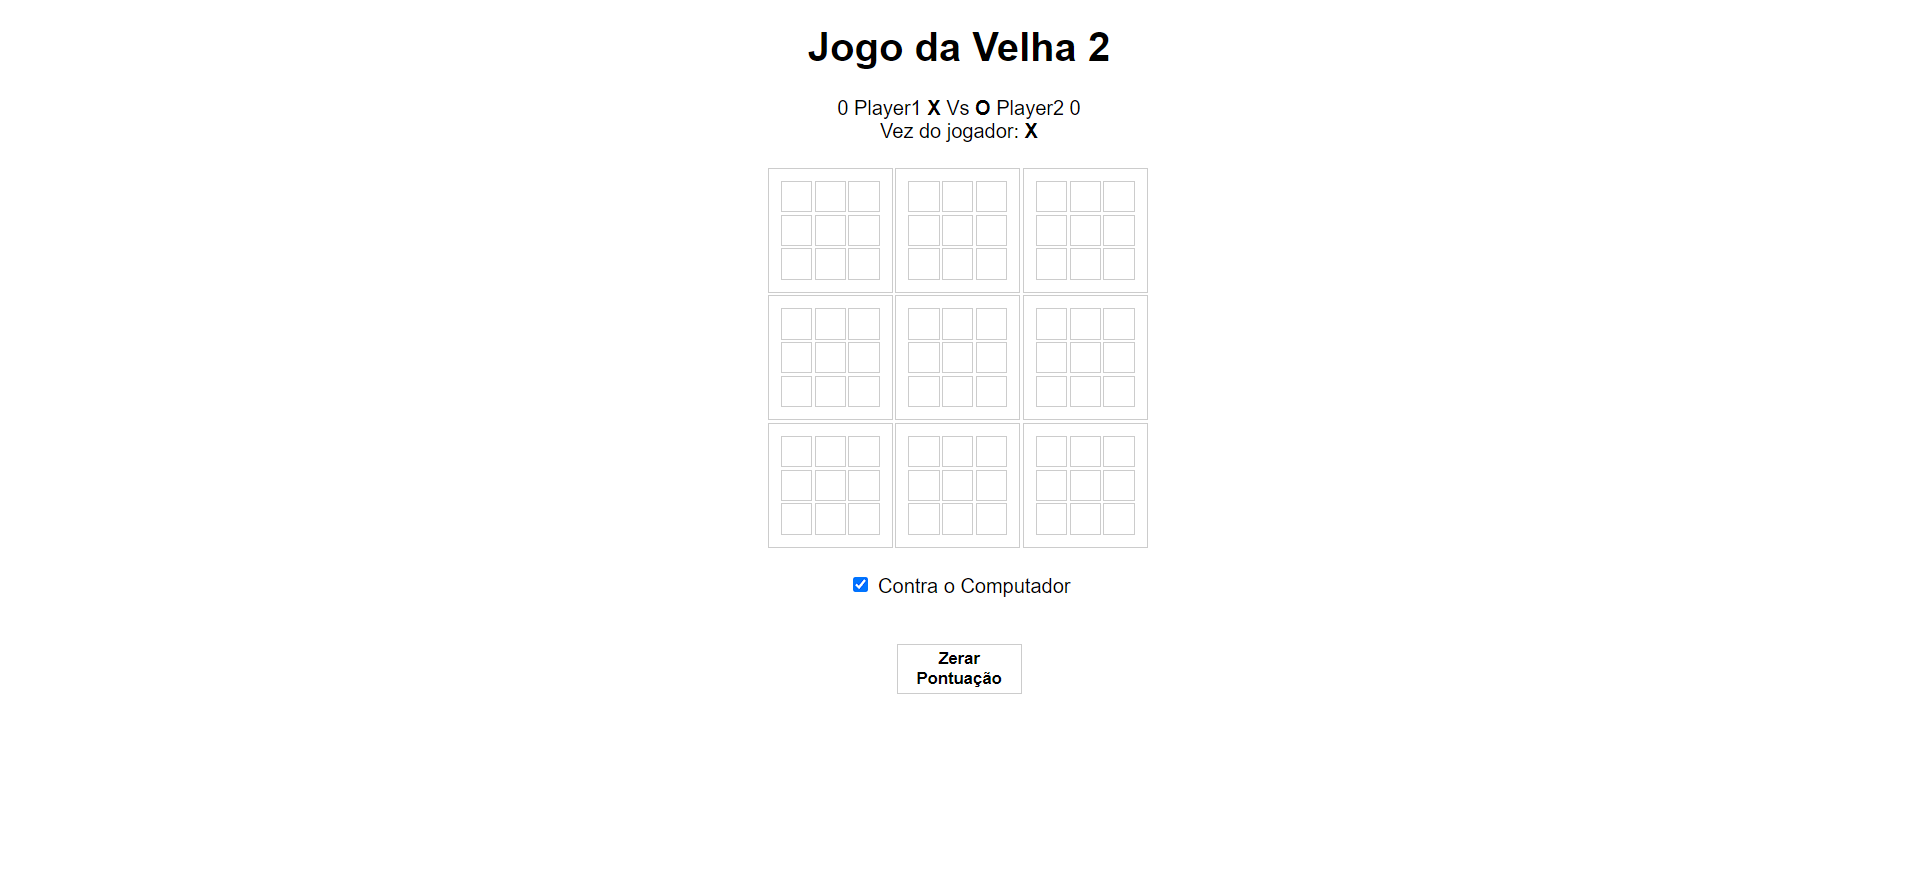 Jogo da Velha 2
0 Player1 X Vs O Player2 0
Vez do jogador: X
Contra o Computador
Zerar
Pontuação